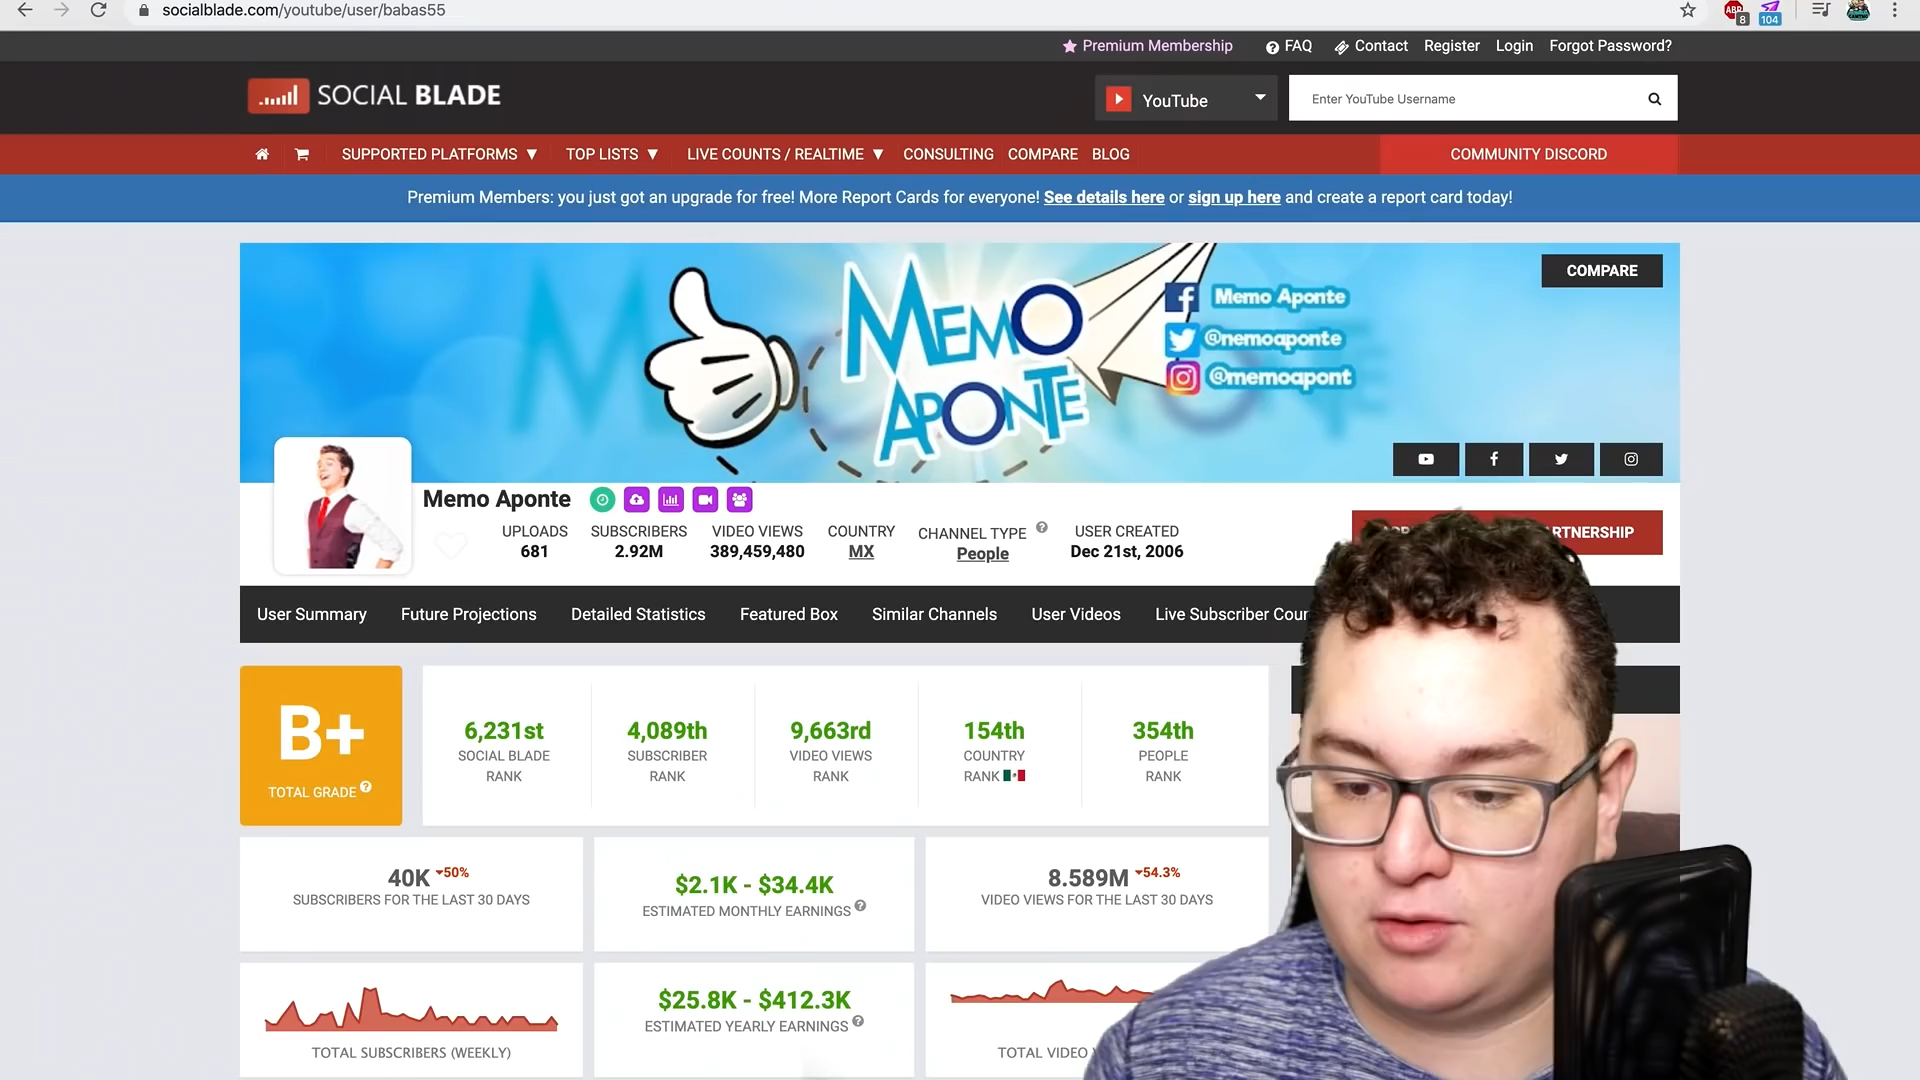 socialblade.com/youtube/user/babas55
ABP 8 104
Premium Membership FAQ Contact Register Login Forgot Password?
SOCIAL BLADE
YouTube
Enter YouTube Username
SUPPORTED PLATFORMS ▼ TOP LISTS ▼ LIVE COUNTS / REALTIME ▼ CONSULTING COMPARE BLOG COMMUNITY DISCORD
Premium Members: you just got an upgrade for free! More Report Cards for everyone! See details here or sign up here and create a report card today!
COMPARE
MEMO
APONTE
Memo Aponte
@nemoaponte
@memoapont
Memo Aponte
UPLOADS SUBSCRIBERS VIDEO VIEWS COUNTRY CHANNEL TYPE USER CREATED
681 2.92M 389,459,480 MX People Dec 21st, 2006
RTNERSHIP
User Summary Future Projections Detailed Statistics Featured Box Similar Channels User Videos Live Subscriber Coun
B+
TOTAL GRADE
6,231st
SOCIAL BLADE
RANK
4,089th
SUBSCRIBER
RANK
9,663rd
VIDEO VIEWS
RANK
154th
COUNTRY
RANK
354th
PEOPLE
RANK
40K -50%
SUBSCRIBERS FOR THE LAST 30 DAYS
$2.1K - $34.4K
ESTIMATED MONTHLY EARNINGS
8.589M -54.3%
VIDEO VIEWS FOR THE LAST 30 DAYS
TOTAL SUBSCRIBERS (WEEKLY)
$25.8K - $412.3K
ESTIMATED YEARLY EARNINGS
TOTAL VIDEO